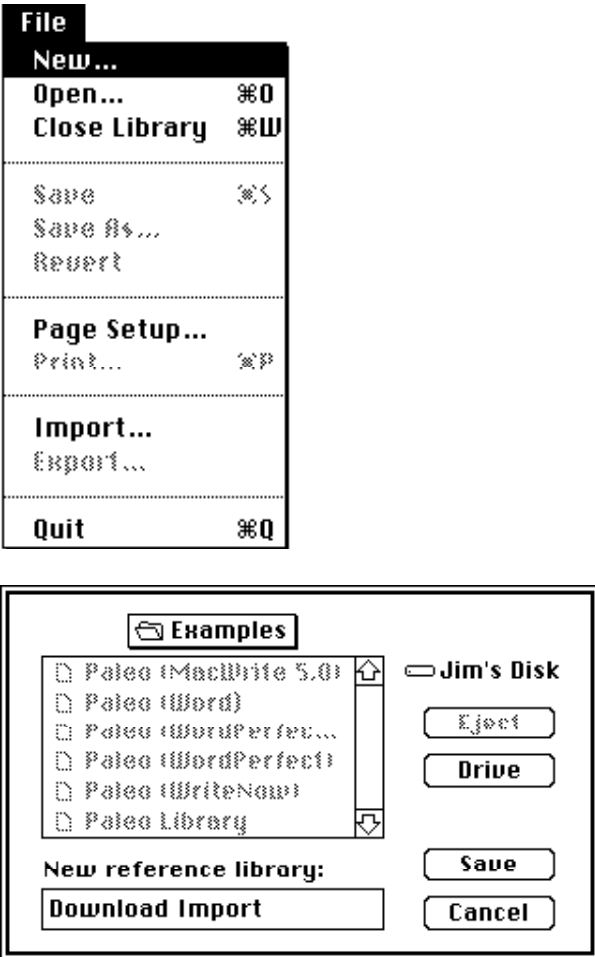 File
New...
Open... ⌘O
Close Library ⌘W
Save ⌘S
Save As...
Revert
Page Setup...
Print... ⌘P
Import...
Export...
Quit ⌘Q
Examples
Paleo (MacWrite 5.0)
Paleo (Word)
Paleo (WordPerfec...
Paleo (WordPerfect)
Paleo (WriteNow)
Paleo Library
Jim's Disk
Eject
Drive
New reference library:
Download Import
Save
Cancel